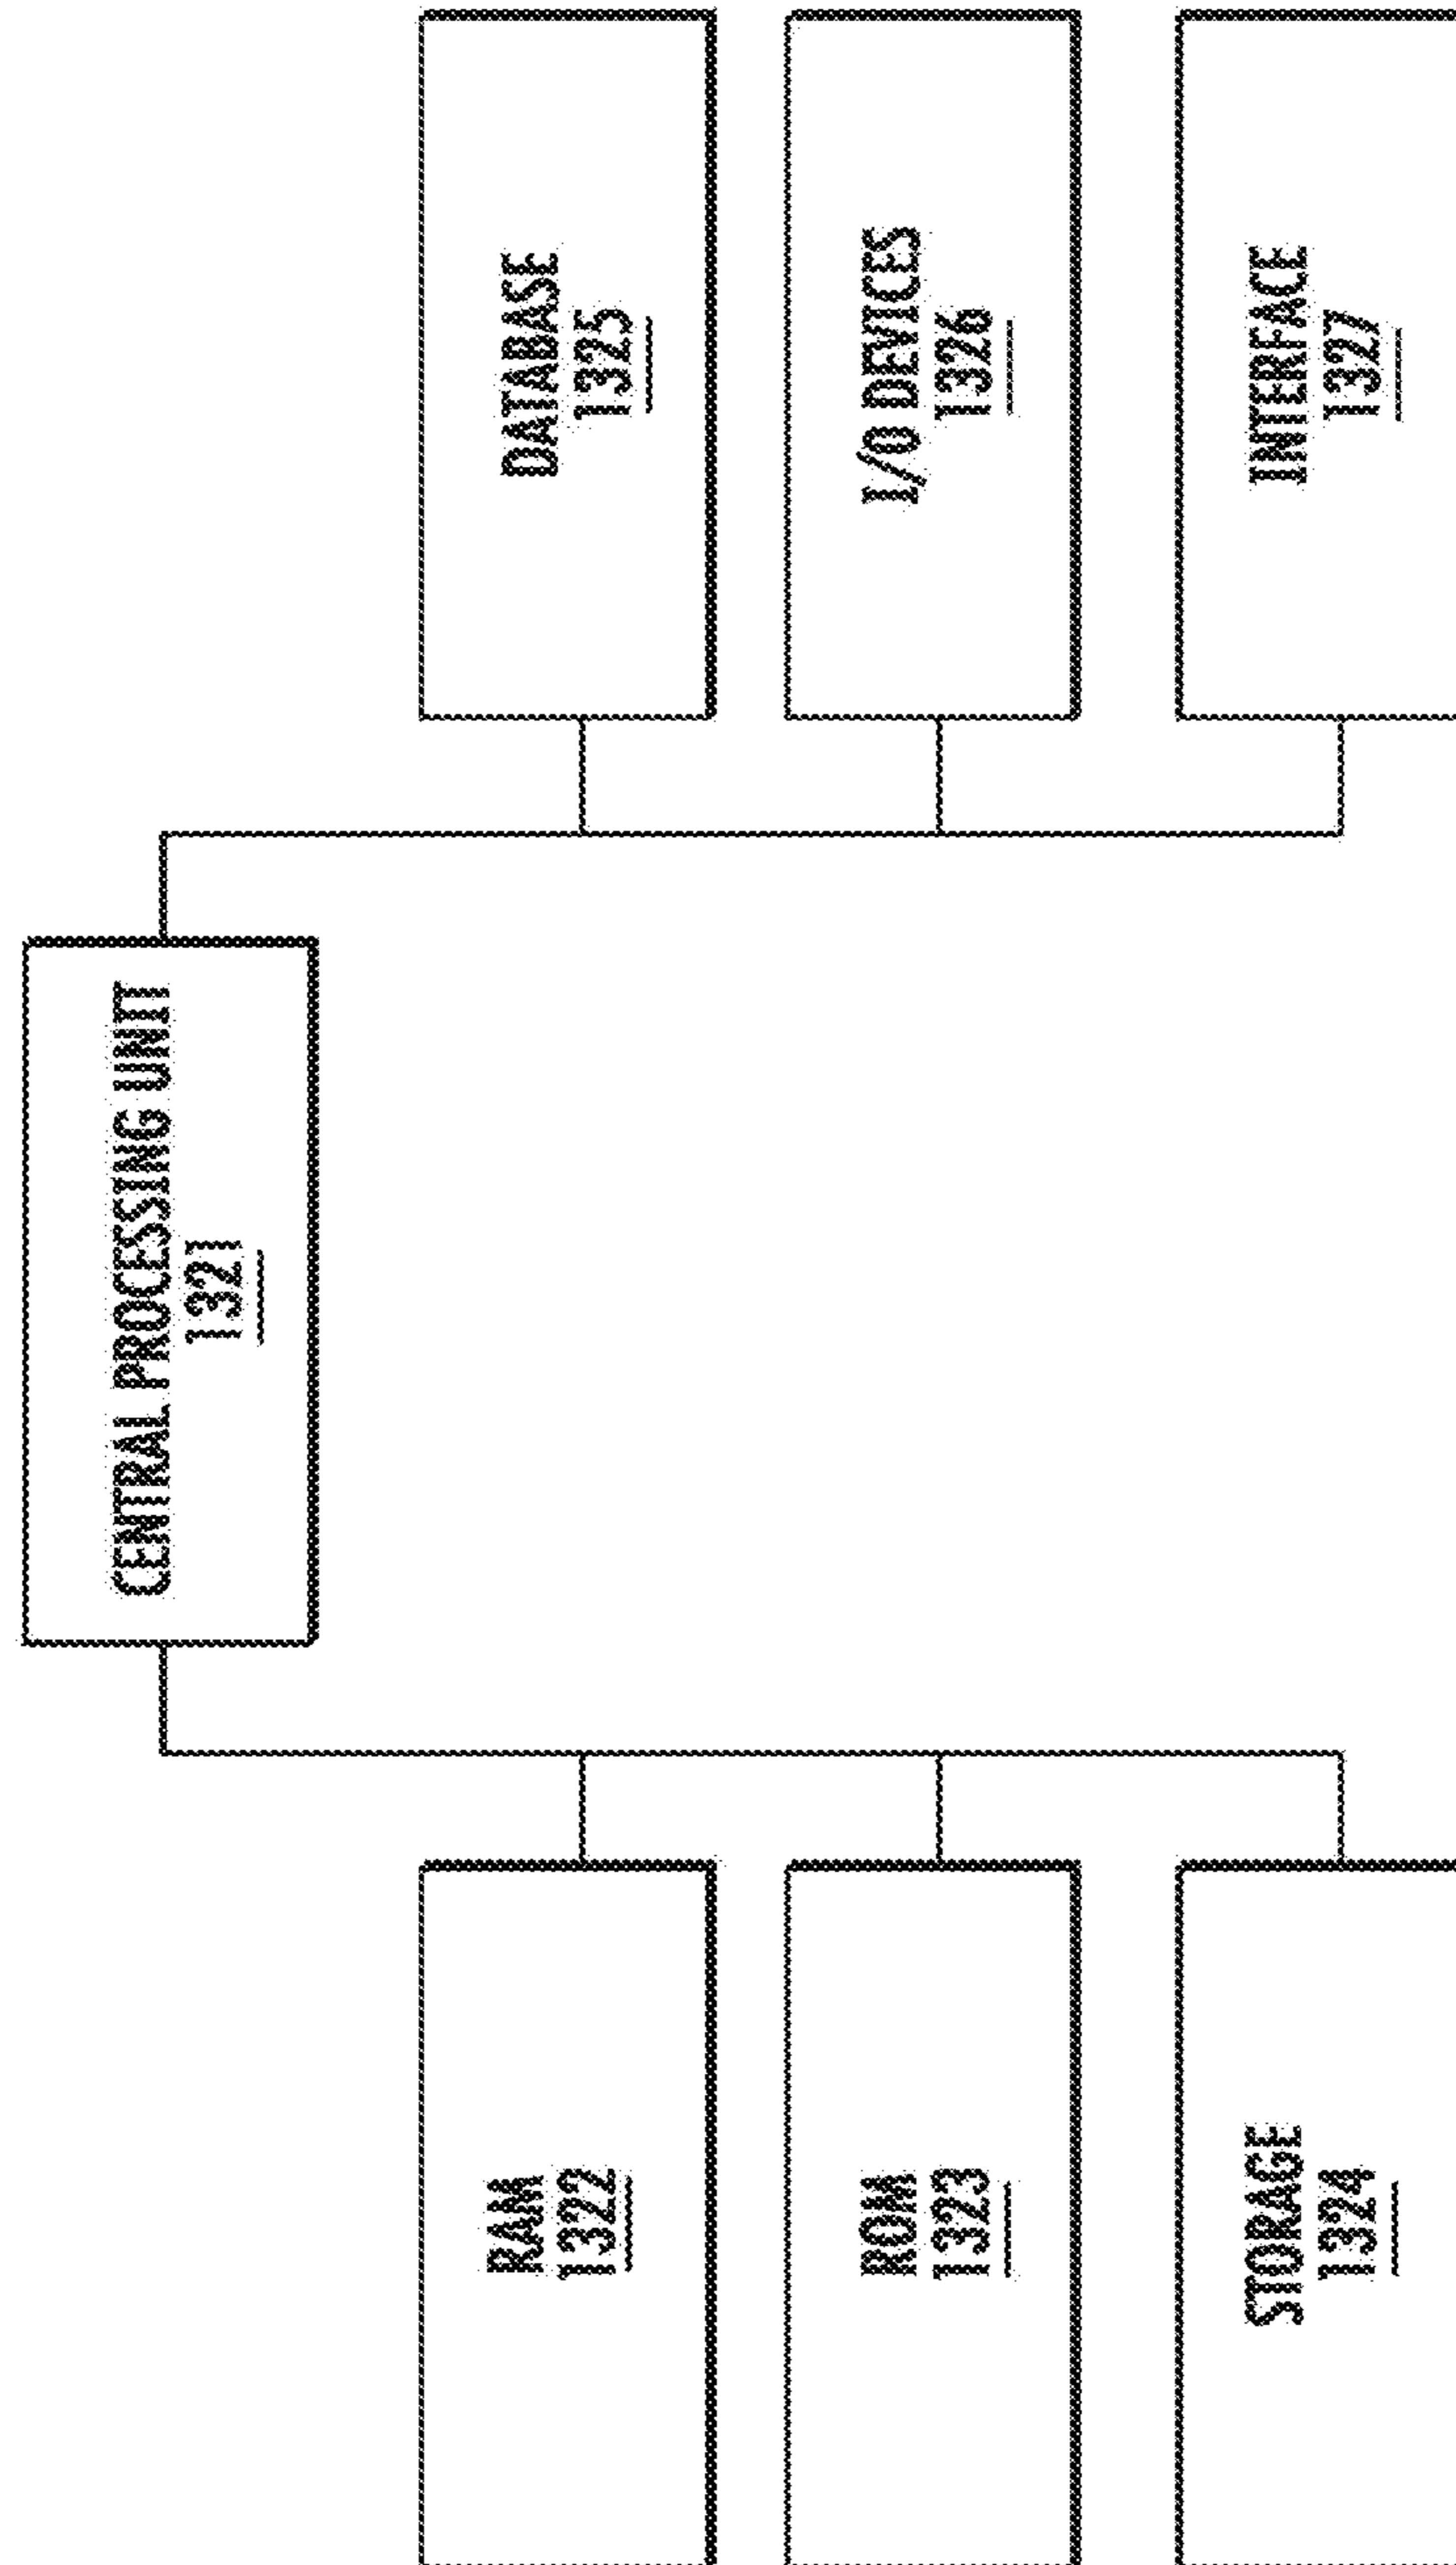 CENTRAL PROCESSING UNIT
1321
RAM
1322
DATABASE
1325
ROM
1323
I/O DEVICES
1326
STORAGE
1324
INTERFACE
1327